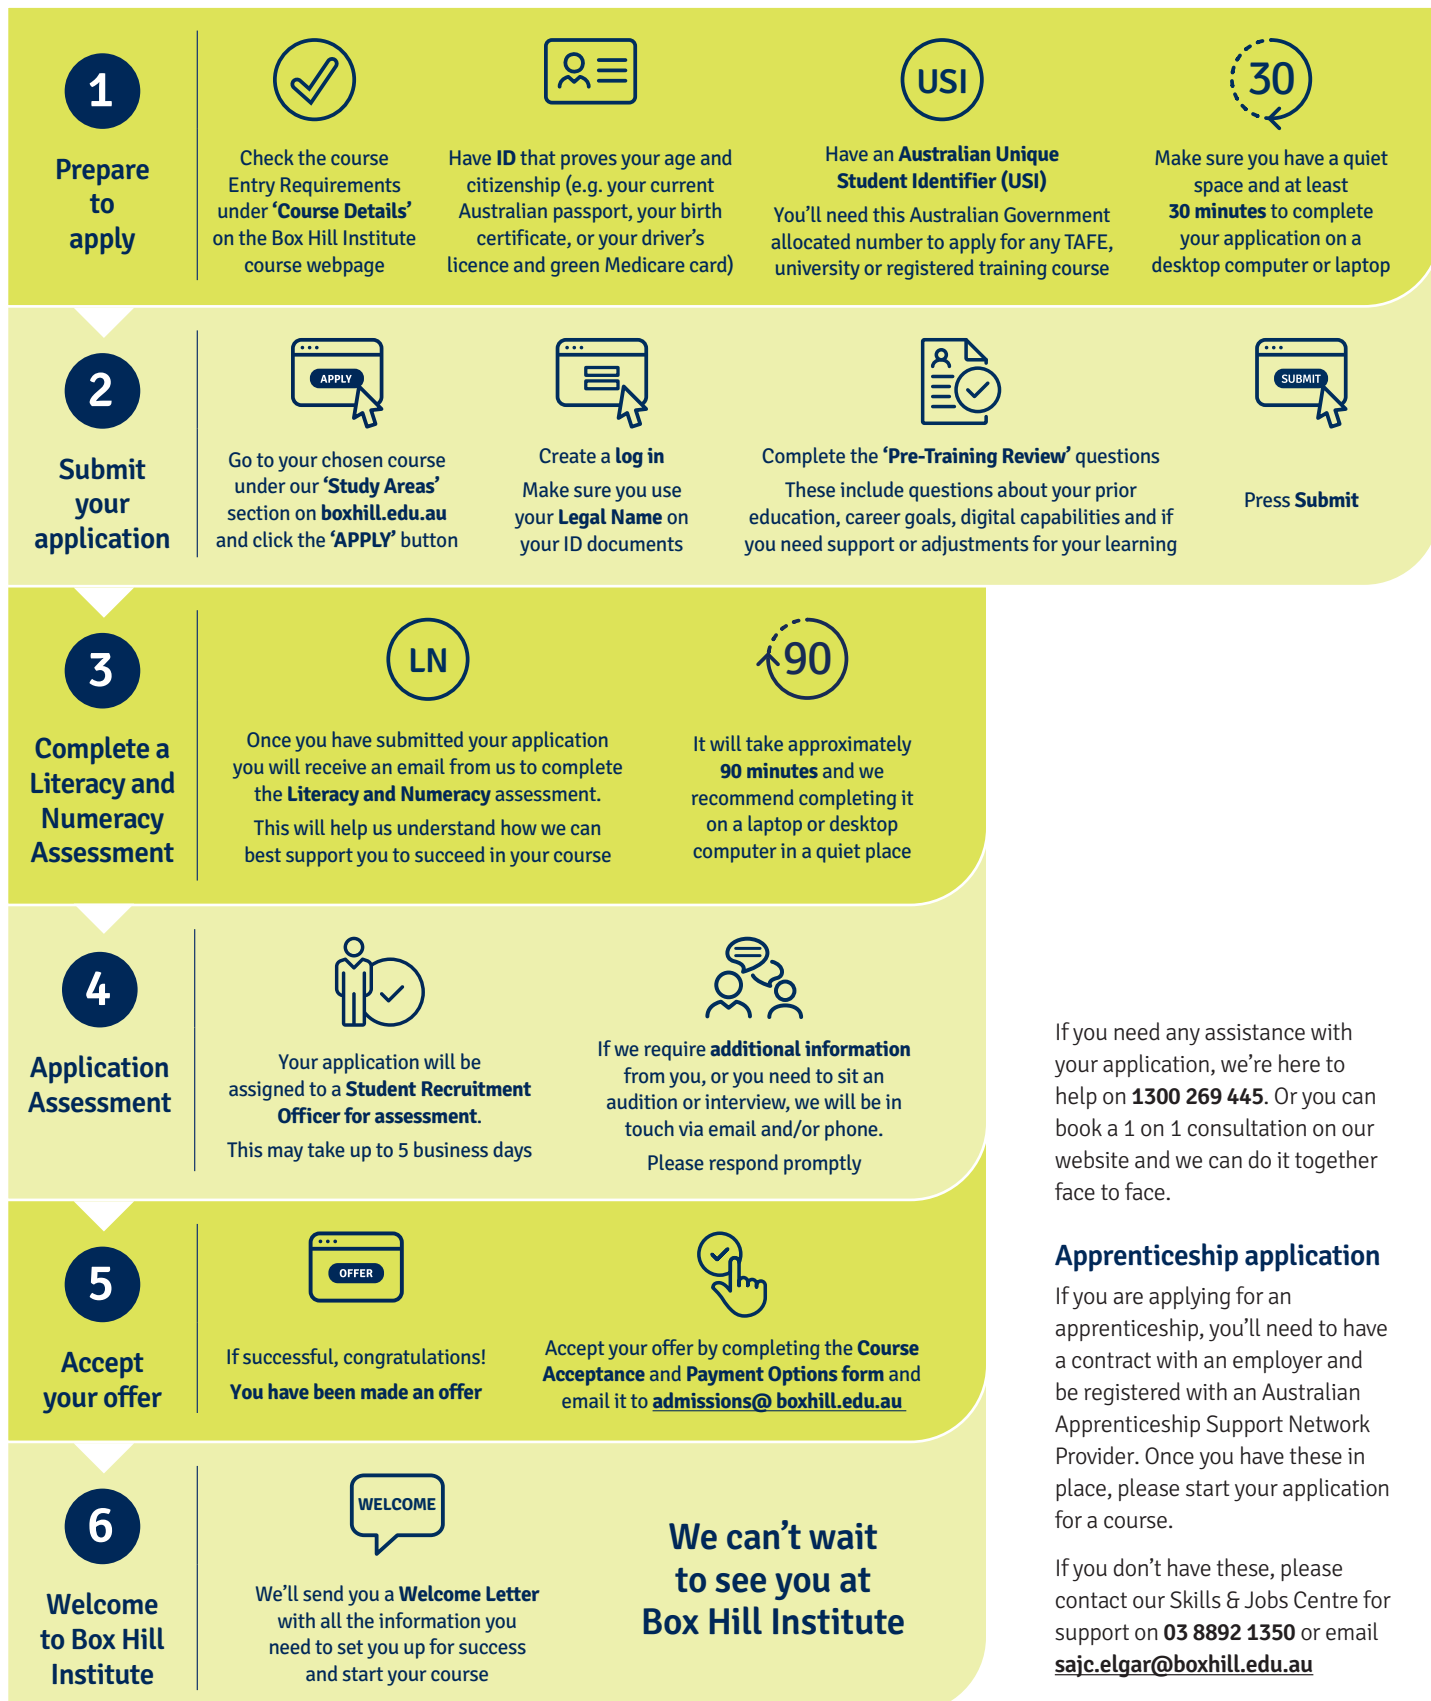 1
Prepare
to
apply
Check the course
Entry Requirements
under ‘Course Details’
on the Box Hill Institute
course webpage
Have ID that proves your age and
citizenship (e.g. your current
Australian passport, your birth
certificate, or your driver’s
licence and green Medicare card)
USI
Have an Australian Unique
Student Identifier (USI)
You’ll need this Australian Government
allocated number to apply for any TAFE,
university or registered training course
30
Make sure you have a quiet
space and at least
30 minutes to complete
your application on a
desktop computer or laptop
2
Submit
your
application
APPLY
Go to your chosen course
under our ‘Study Areas’
section on boxhill.edu.au
and click the ‘APPLY’ button
Create a log in
Make sure you use
your Legal Name on
your ID documents
Complete the ‘Pre-Training Review’ questions
These include questions about your prior
education, career goals, digital capabilities and if
you need support or adjustments for your learning
SUBMIT
Press Submit
3
Complete a
Literacy and
Numeracy
Assessment
LN
Once you have submitted your application
you will receive an email from us to complete
the Literacy and Numeracy assessment.
This will help us understand how we can
best support you to succeed in your course
90
It will take approximately
90 minutes and we
recommend completing it
on a laptop or desktop
computer in a quiet place
4
Application
Assessment
Your application will be
assigned to a Student Recruitment
Officer for assessment.
This may take up to 5 business days
If we require additional information
from you, or you need to sit an
audition or interview, we will be in
touch via email and/or phone.
Please respond promptly
5
Accept
your offer
OFFER
If successful, congratulations!
You have been made an offer
Accept your offer by completing the Course
Acceptance and Payment Options form and
email it to admissions@ boxhill.edu.au
6
Welcome
to Box Hill
Institute
WELCOME
We’ll send you a Welcome Letter
with all the information you
need to set you up for success
and start your course
We can’t wait
to see you at
Box Hill Institute
If you need any assistance with
your application, we’re here to
help on 1300 269 445. Or you can
book a 1 on 1 consultation on our
website and we can do it together
face to face.
Apprenticeship application
If you are applying for an
apprenticeship, you’ll need to have
a contract with an employer and
be registered with an Australian
Apprenticeship Support Network
Provider. Once you have these in
place, please start your application
for a course.
If you don’t have these, please
contact our Skills & Jobs Centre for
support on 03 8892 1350 or email
sajc.elgar@boxhill.edu.au